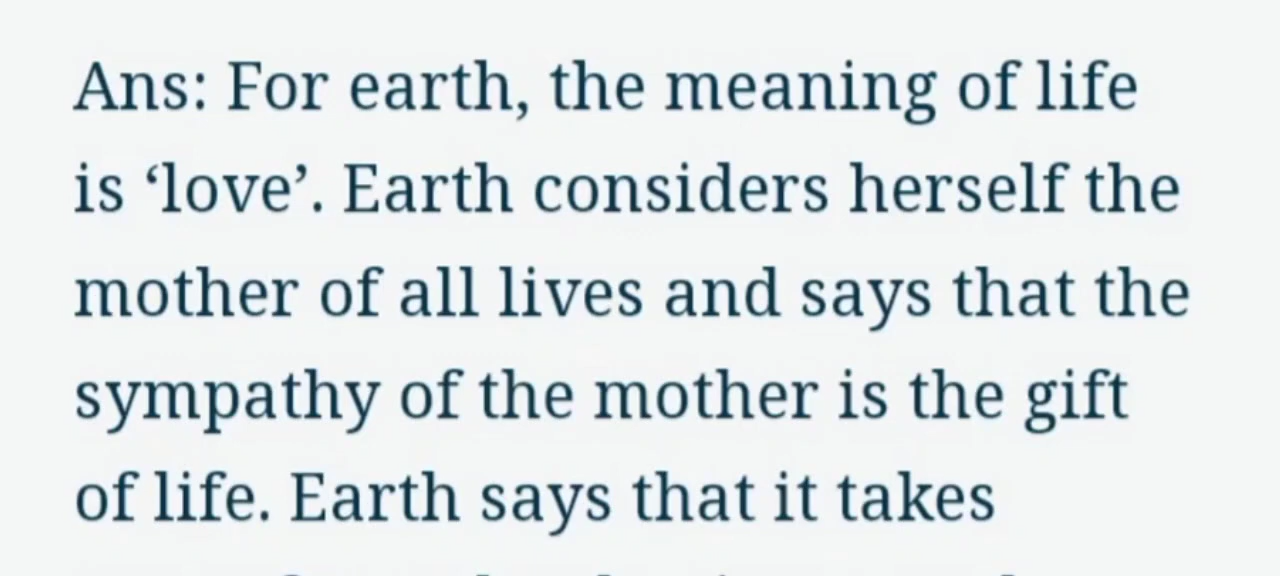 Ans: For earth, the meaning of life
is ‘love’. Earth considers herself the
mother of all lives and says that the
sympathy of the mother is the gift
of life. Earth says that it takes